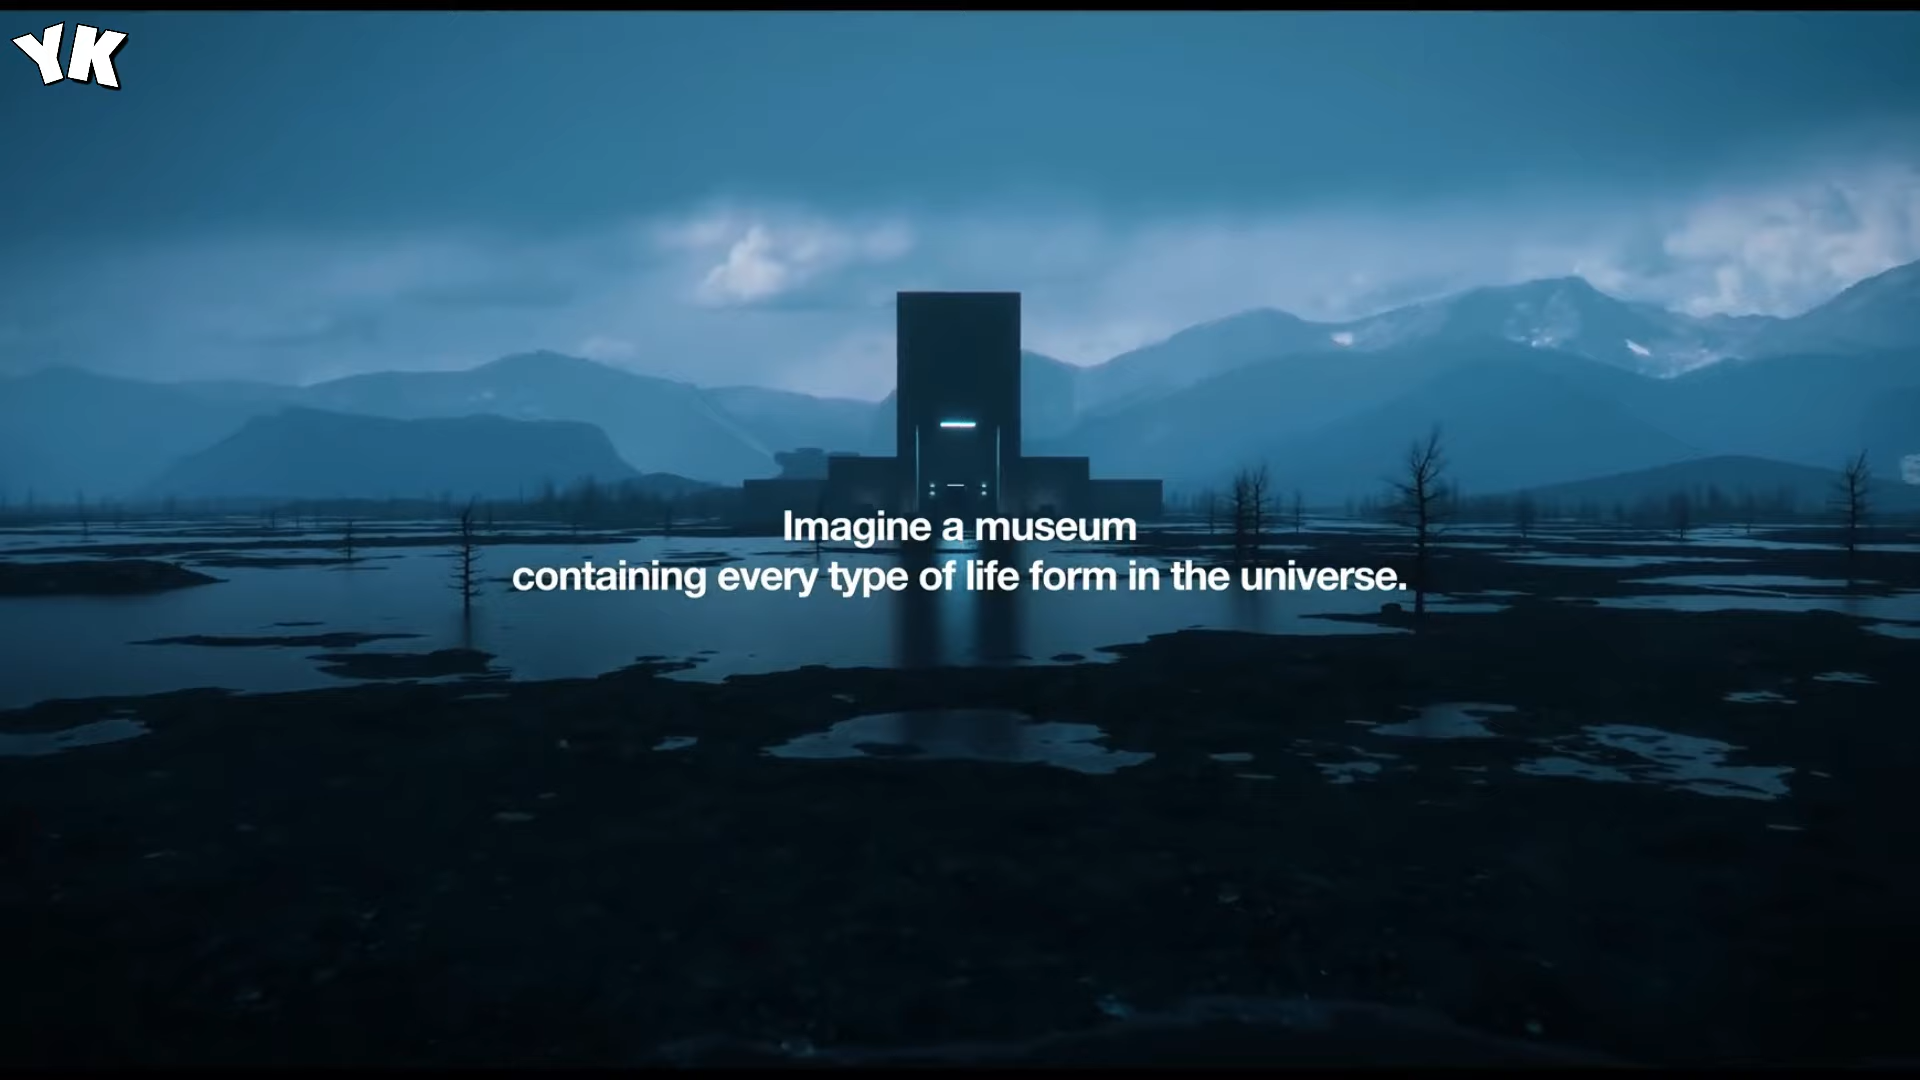 YK
Imagine a museum
containing every type of life form in the universe.